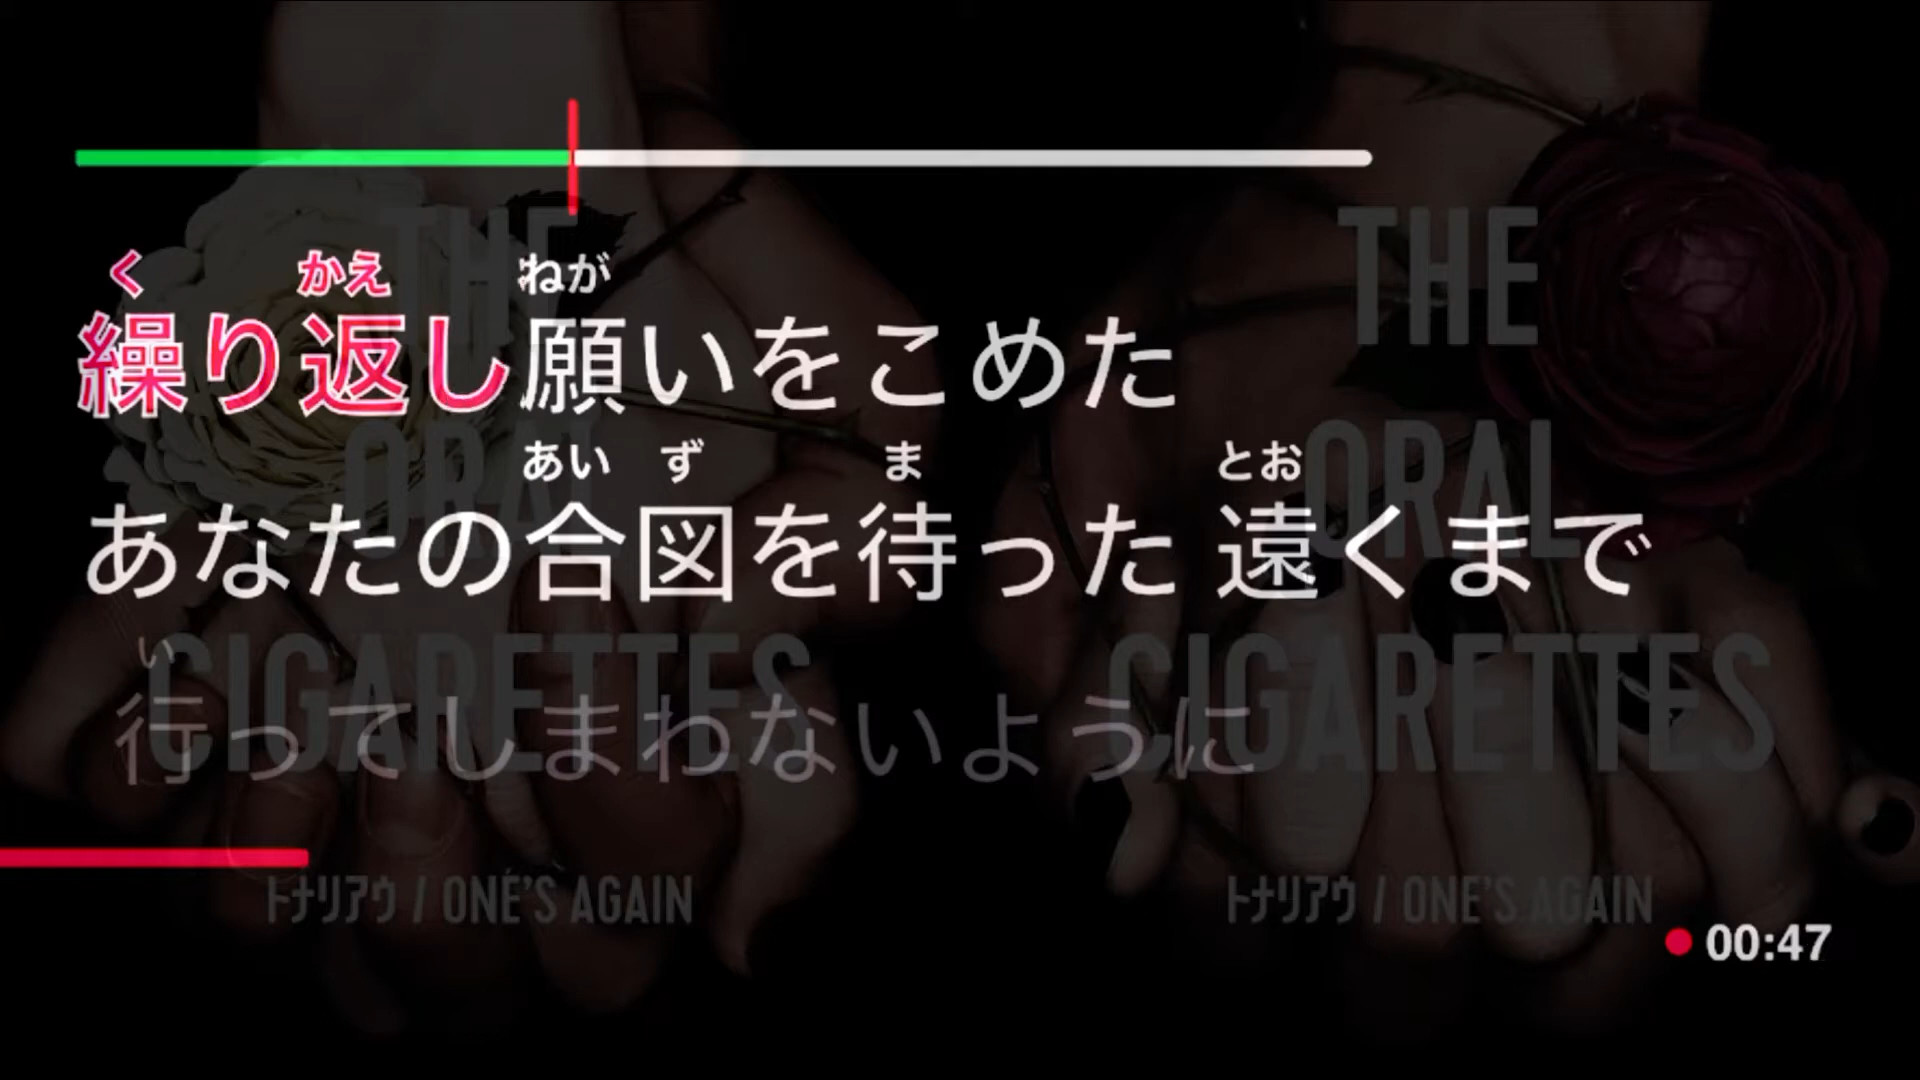 く かえ ねが
繰り返し願いをこめた
あい ず ま とお
あなたの合図を待った 遠くまで
い
行ってしまわないように
THE
ORAL
CIGARETTES
トナリアウ / ONE'S AGAIN
THE
ORAL
CIGARETTES
トナリアウ / ONE'S AGAIN
00:47